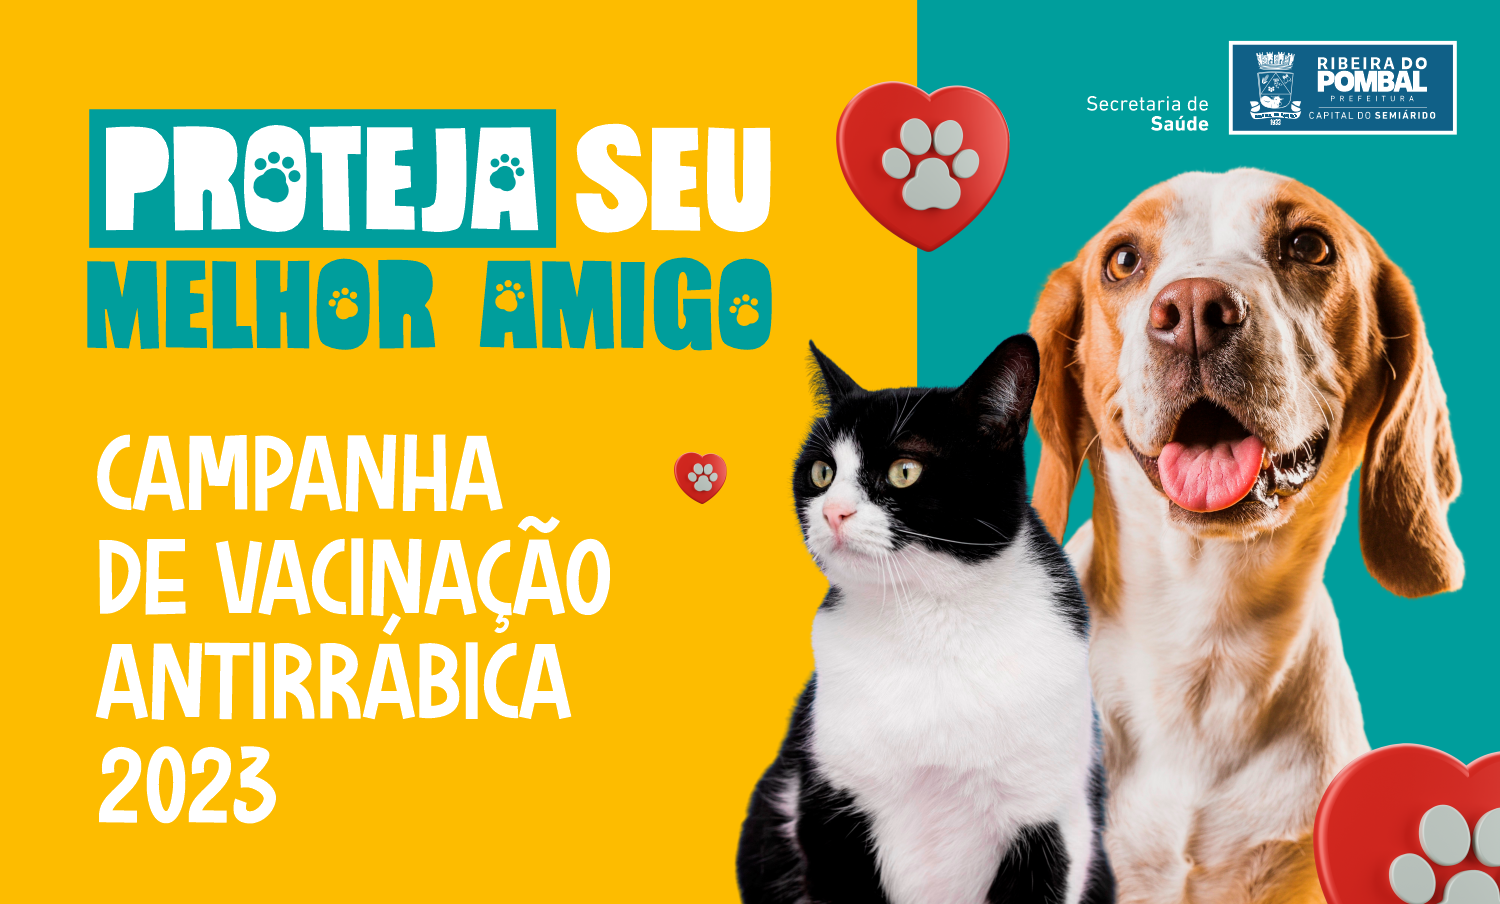 PROTEJA SEU
MELHOR AMIGO
CAMPANHA
DE VACINAÇÃO
ANTIRRÁBICA
2023
Secretaria de
Saúde
RIBEIRA DO
POMBAL
PREFEITURA
CAPITAL DO SEMIÁRIDO
1933